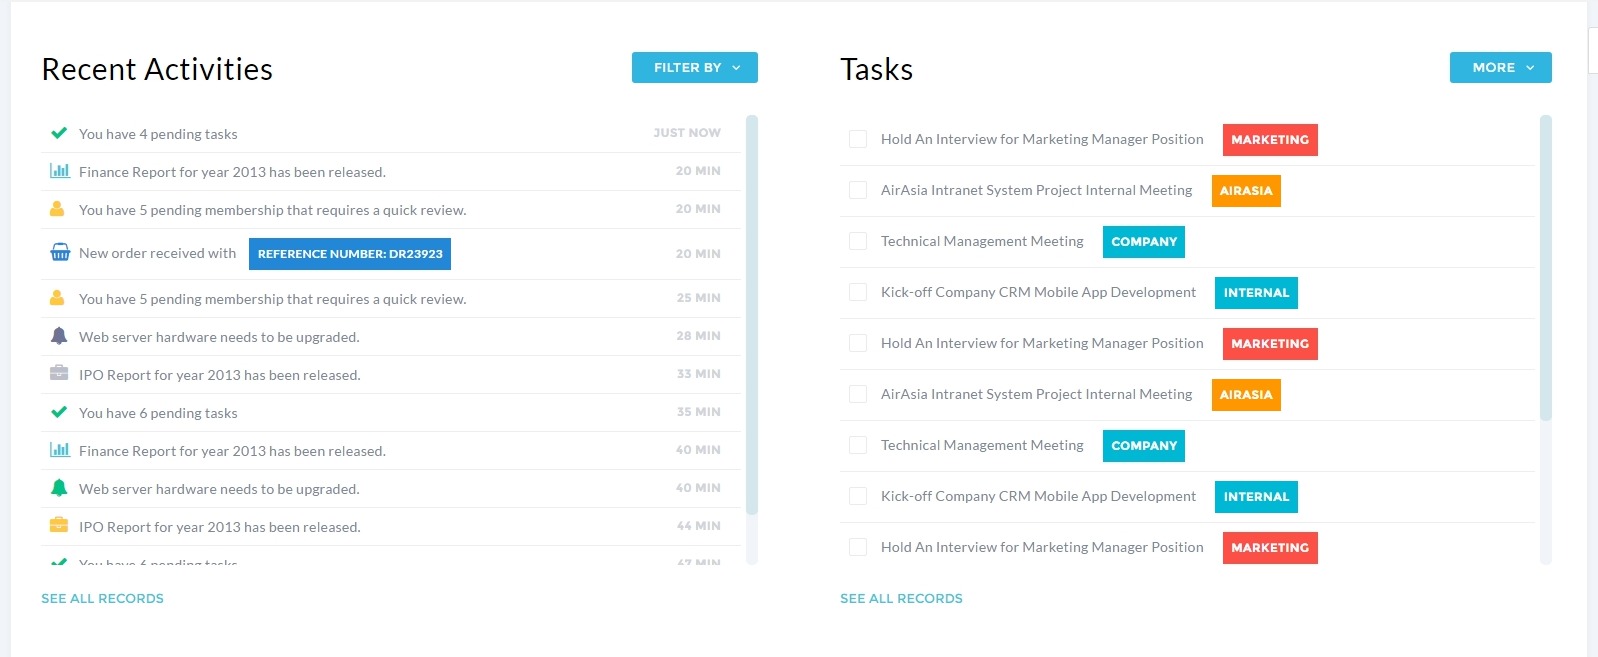 Recent Activities
FILTER BY
You have 4 pending tasks JUST NOW
Finance Report for year 2013 has been released. 20 MIN
You have 5 pending membership that requires a quick review. 20 MIN
New order received with REFERENCE NUMBER: DR23923 20 MIN
You have 5 pending membership that requires a quick review. 25 MIN
Web server hardware needs to be upgraded. 28 MIN
IPO Report for year 2013 has been released. 33 MIN
You have 6 pending tasks 35 MIN
Finance Report for year 2013 has been released. 40 MIN
Web server hardware needs to be upgraded. 40 MIN
IPO Report for year 2013 has been released. 44 MIN
You have 6 pending tasks 47 MIN
SEE ALL RECORDS
Tasks
MORE
Hold An Interview for Marketing Manager Position MARKETING
AirAsia Intranet System Project Internal Meeting AIRASIA
Technical Management Meeting COMPANY
Kick-off Company CRM Mobile App Development INTERNAL
Hold An Interview for Marketing Manager Position MARKETING
AirAsia Intranet System Project Internal Meeting AIRASIA
Technical Management Meeting COMPANY
Kick-off Company CRM Mobile App Development INTERNAL
Hold An Interview for Marketing Manager Position MARKETING
SEE ALL RECORDS